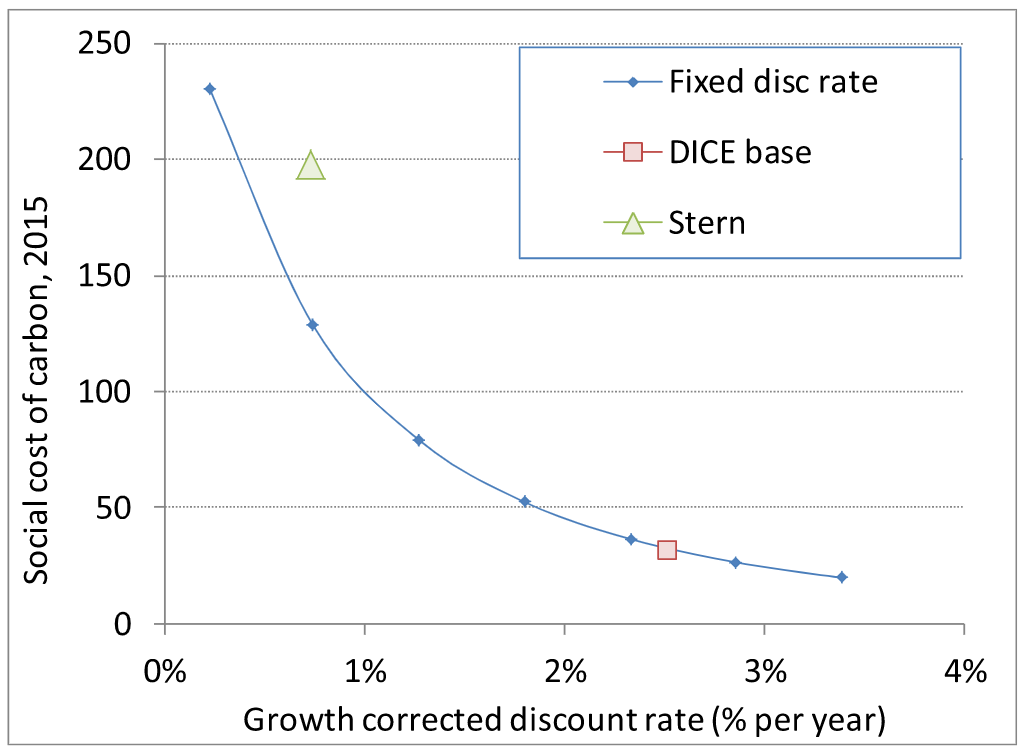 250
200
150
100
50
0
0% 1% 2% 3% 4%
Social cost of carbon, 2015
Growth corrected discount rate (% per year)
Fixed disc rate
DICE base
Stern